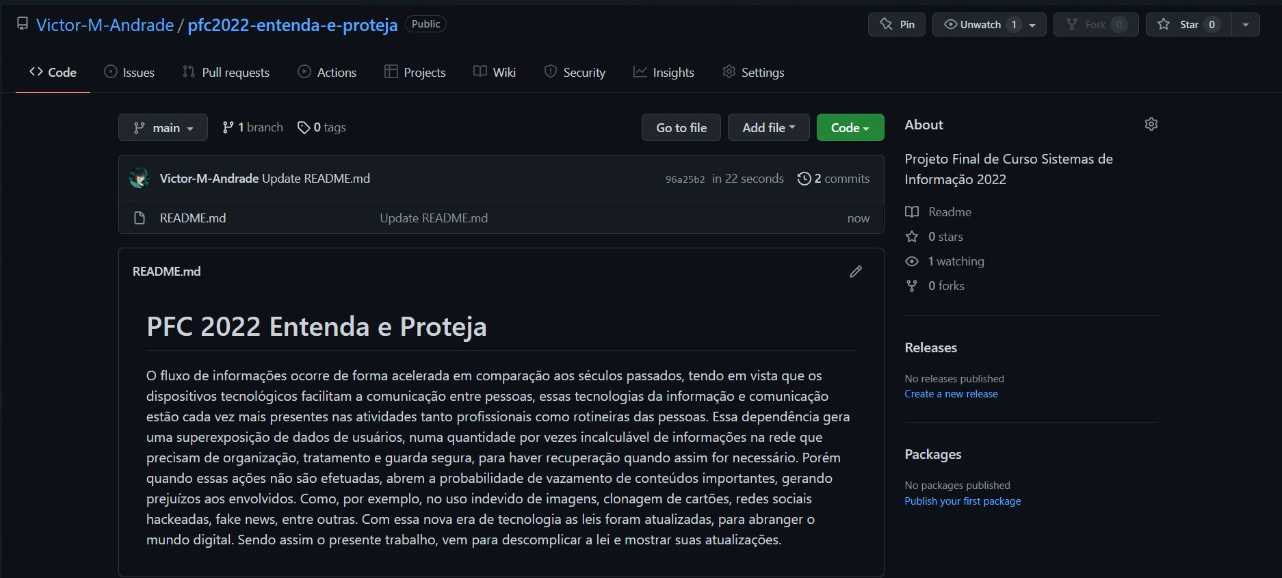 Victor-M-Andrade / pfc2022-entenda-e-proteja Public
Pin Unwatch 1 Fork 0 Star 0
Code Issues Pull requests Actions Projects Wiki Security Insights Settings
main 1 branch 0 tags Go to file Add file Code
Victor-M-Andrade Update README.md 96a25b2 in 22 seconds 2 commits
README.md Update README.md now
README.md
PFC 2022 Entenda e Proteja
O fluxo de informações ocorre de forma acelerada em comparação aos séculos passados, tendo em vista que os
dispositivos tecnológicos facilitam a comunicação entre pessoas, essas tecnologias da informação e comunicação
estão cada vez mais presentes nas atividades tanto profissionais como rotineiras das pessoas. Essa dependência gera
uma superexposição de dados de usuários, numa quantidade por vezes incalculável de informações na rede que
precisam de organização, tratamento e guarda segura, para haver recuperação quando assim for necessário. Porém
quando essas ações não são efetuadas, abrem a probabilidade de vazamento de conteúdos importantes, gerando
prejuízos aos envolvidos. Como, por exemplo, no uso indevido de imagens, clonagem de cartões, redes sociais
hackeadas, fake news, entre outras. Com essa nova era de tecnologia as leis foram atualizadas, para abranger o
mundo digital. Sendo assim o presente trabalho, vem para descomplicar a lei e mostrar suas atualizações.
About
Projeto Final de Curso Sistemas de
Informação 2022
Readme
0 stars
1 watching
0 forks
Releases
No releases published
Create a new release
Packages
No packages published
Publish your first package